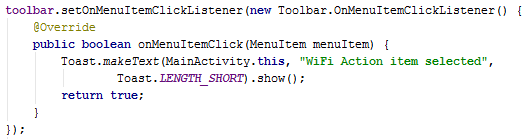 toolbar.setOnMenuItemClickListener(new Toolbar.OnMenuItemClickListener() {
    @Override
    public boolean onMenuItemClick(MenuItem menuItem) {
        Toast.makeText(MainActivity.this, "WiFi Action item selected",
                Toast.LENGTH_SHORT).show();
        return true;
    }
});